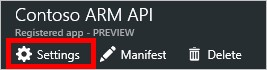 Contoso ARM API
Registered app - PREVIEW
Settings Manifest Delete